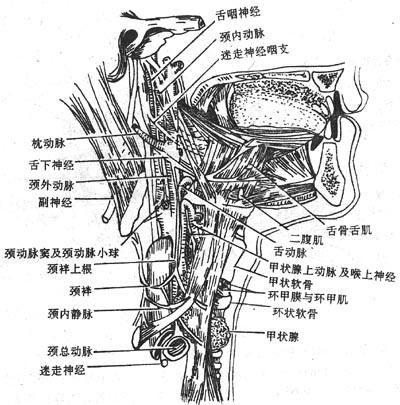 舌咽神经
颈内动脉
迷走神经咽支
枕动脉
舌下神经
颈外动脉
副神经
二腹肌
舌骨舌肌
舌动脉
颈动脉窦及颈动脉小球
甲状腺上动脉及喉上神经
颈袢上根
甲状软骨
颈袢
环甲膜与环甲肌
颈内静脉
环状软骨
甲状腺
颈总动脉
迷走神经